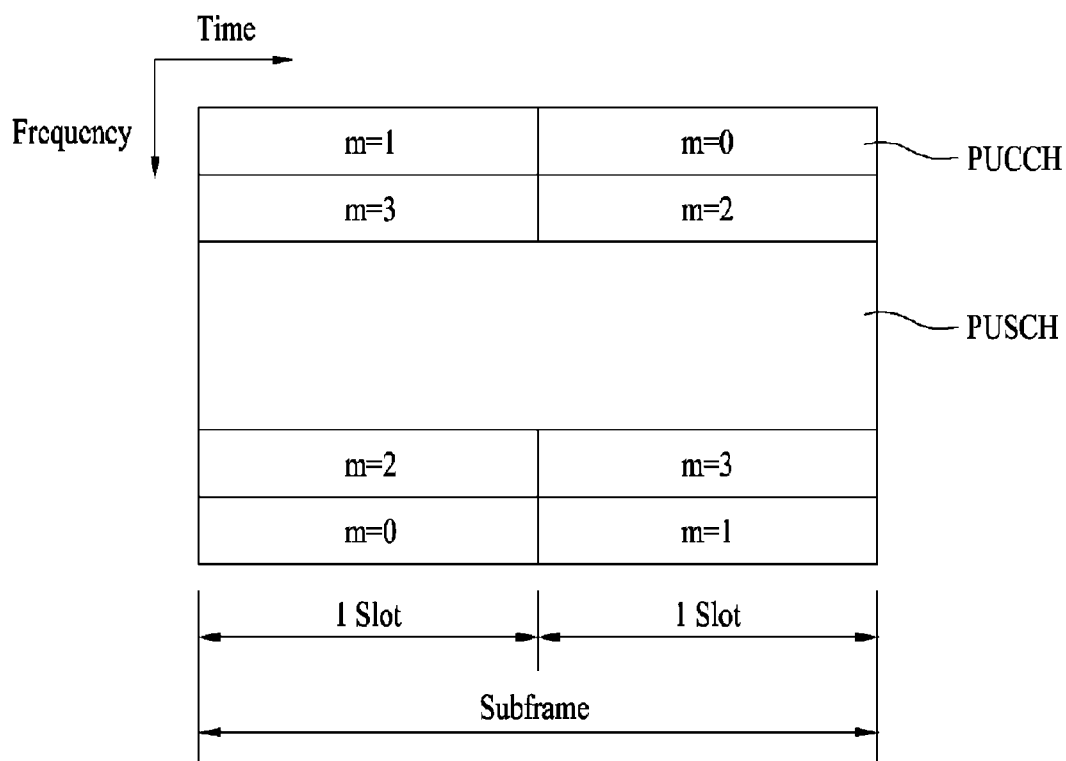 Time
Frequency
m=1 m=0 PUCCH
m=3 m=2
PUSCH
m=2 m=3
m=0 m=1
1 Slot 1 Slot
Subframe